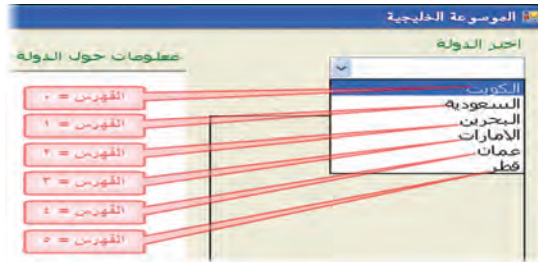 الموسوعة الخليجية
اختر الدولة
معلومات حول الدولة
الكويت
السعودية
البحرين
الامارات
عمان
قطر
الفهرس = ٠
الفهرس = ١
الفهرس = ٢
الفهرس = ٣
الفهرس = ٤
الفهرس = ٥